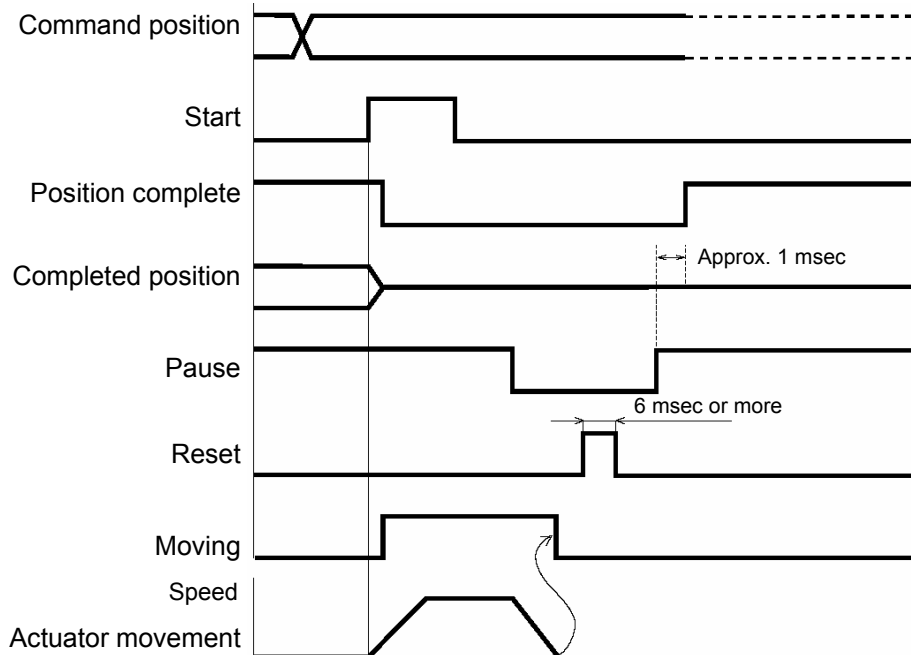 Command position
Start
Position complete
Approx. 1 msec
Completed position
Pause
6 msec or more
Reset
Moving
Speed
Actuator movement